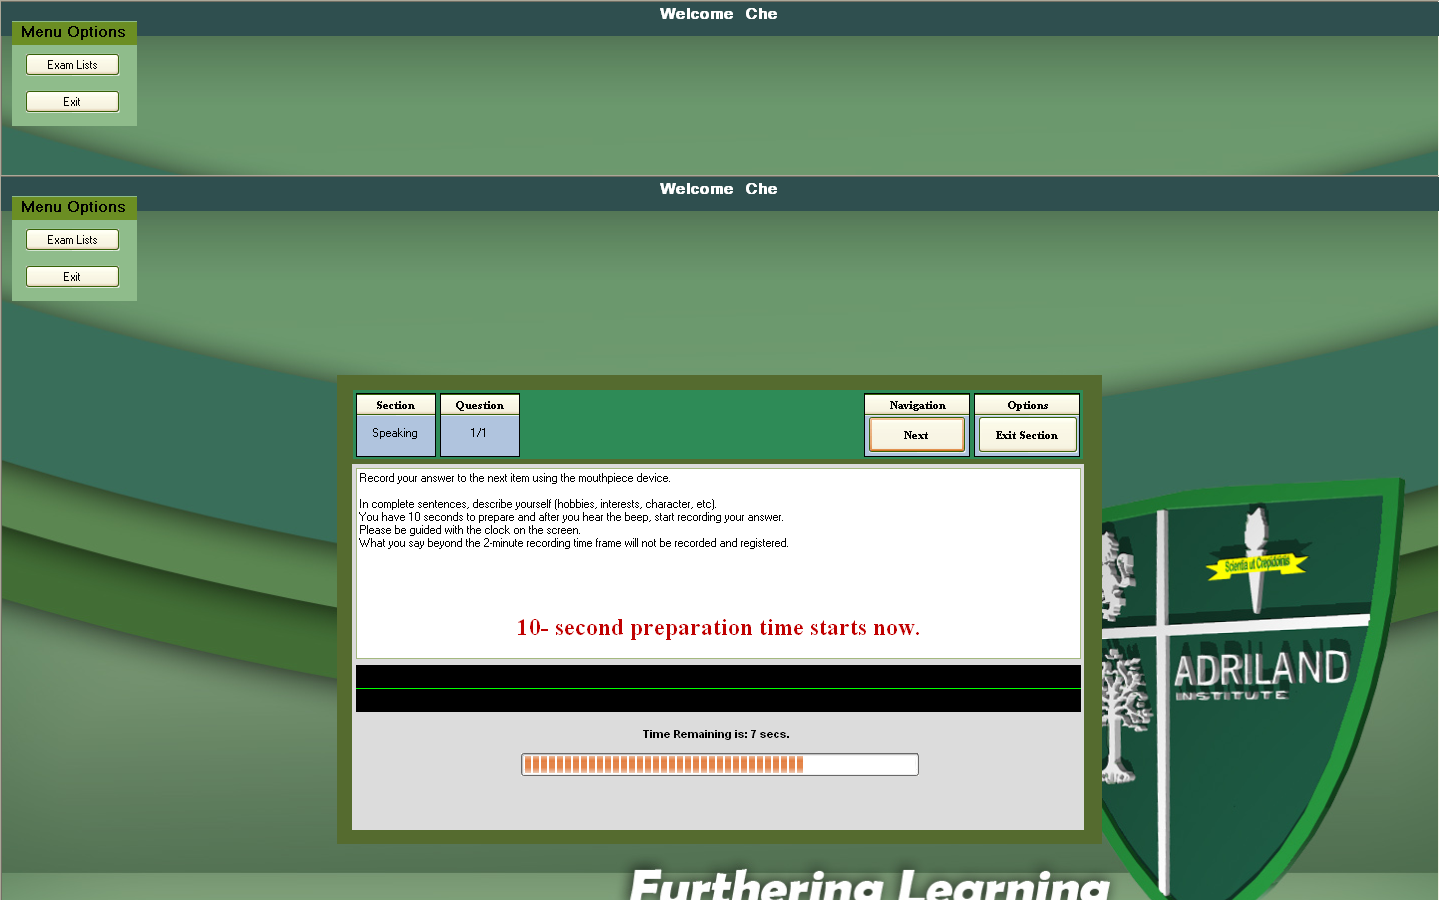 Welcome  Che
Menu Options
Exam Lists
Exit
Welcome  Che
Menu Options
Exam Lists
Exit
Section
Question
Navigation
Options
Speaking
1/1
Next
Exit Section
Record your answer to the next item using the mouthpiece device.
In complete sentences, describe yourself (hobbies, interests, character, etc).
You have 10 seconds to prepare and after you hear the beep, start recording your answer.
Please be guided with the clock on the screen.
What you say beyond the 2-minute recording time frame will not be recorded and registered.
10- second preparation time starts now.
Time Remaining is: 7 secs.
Scientia ut Crepidoinis
ADRILAND
INSTITUTE
Furthering Learning